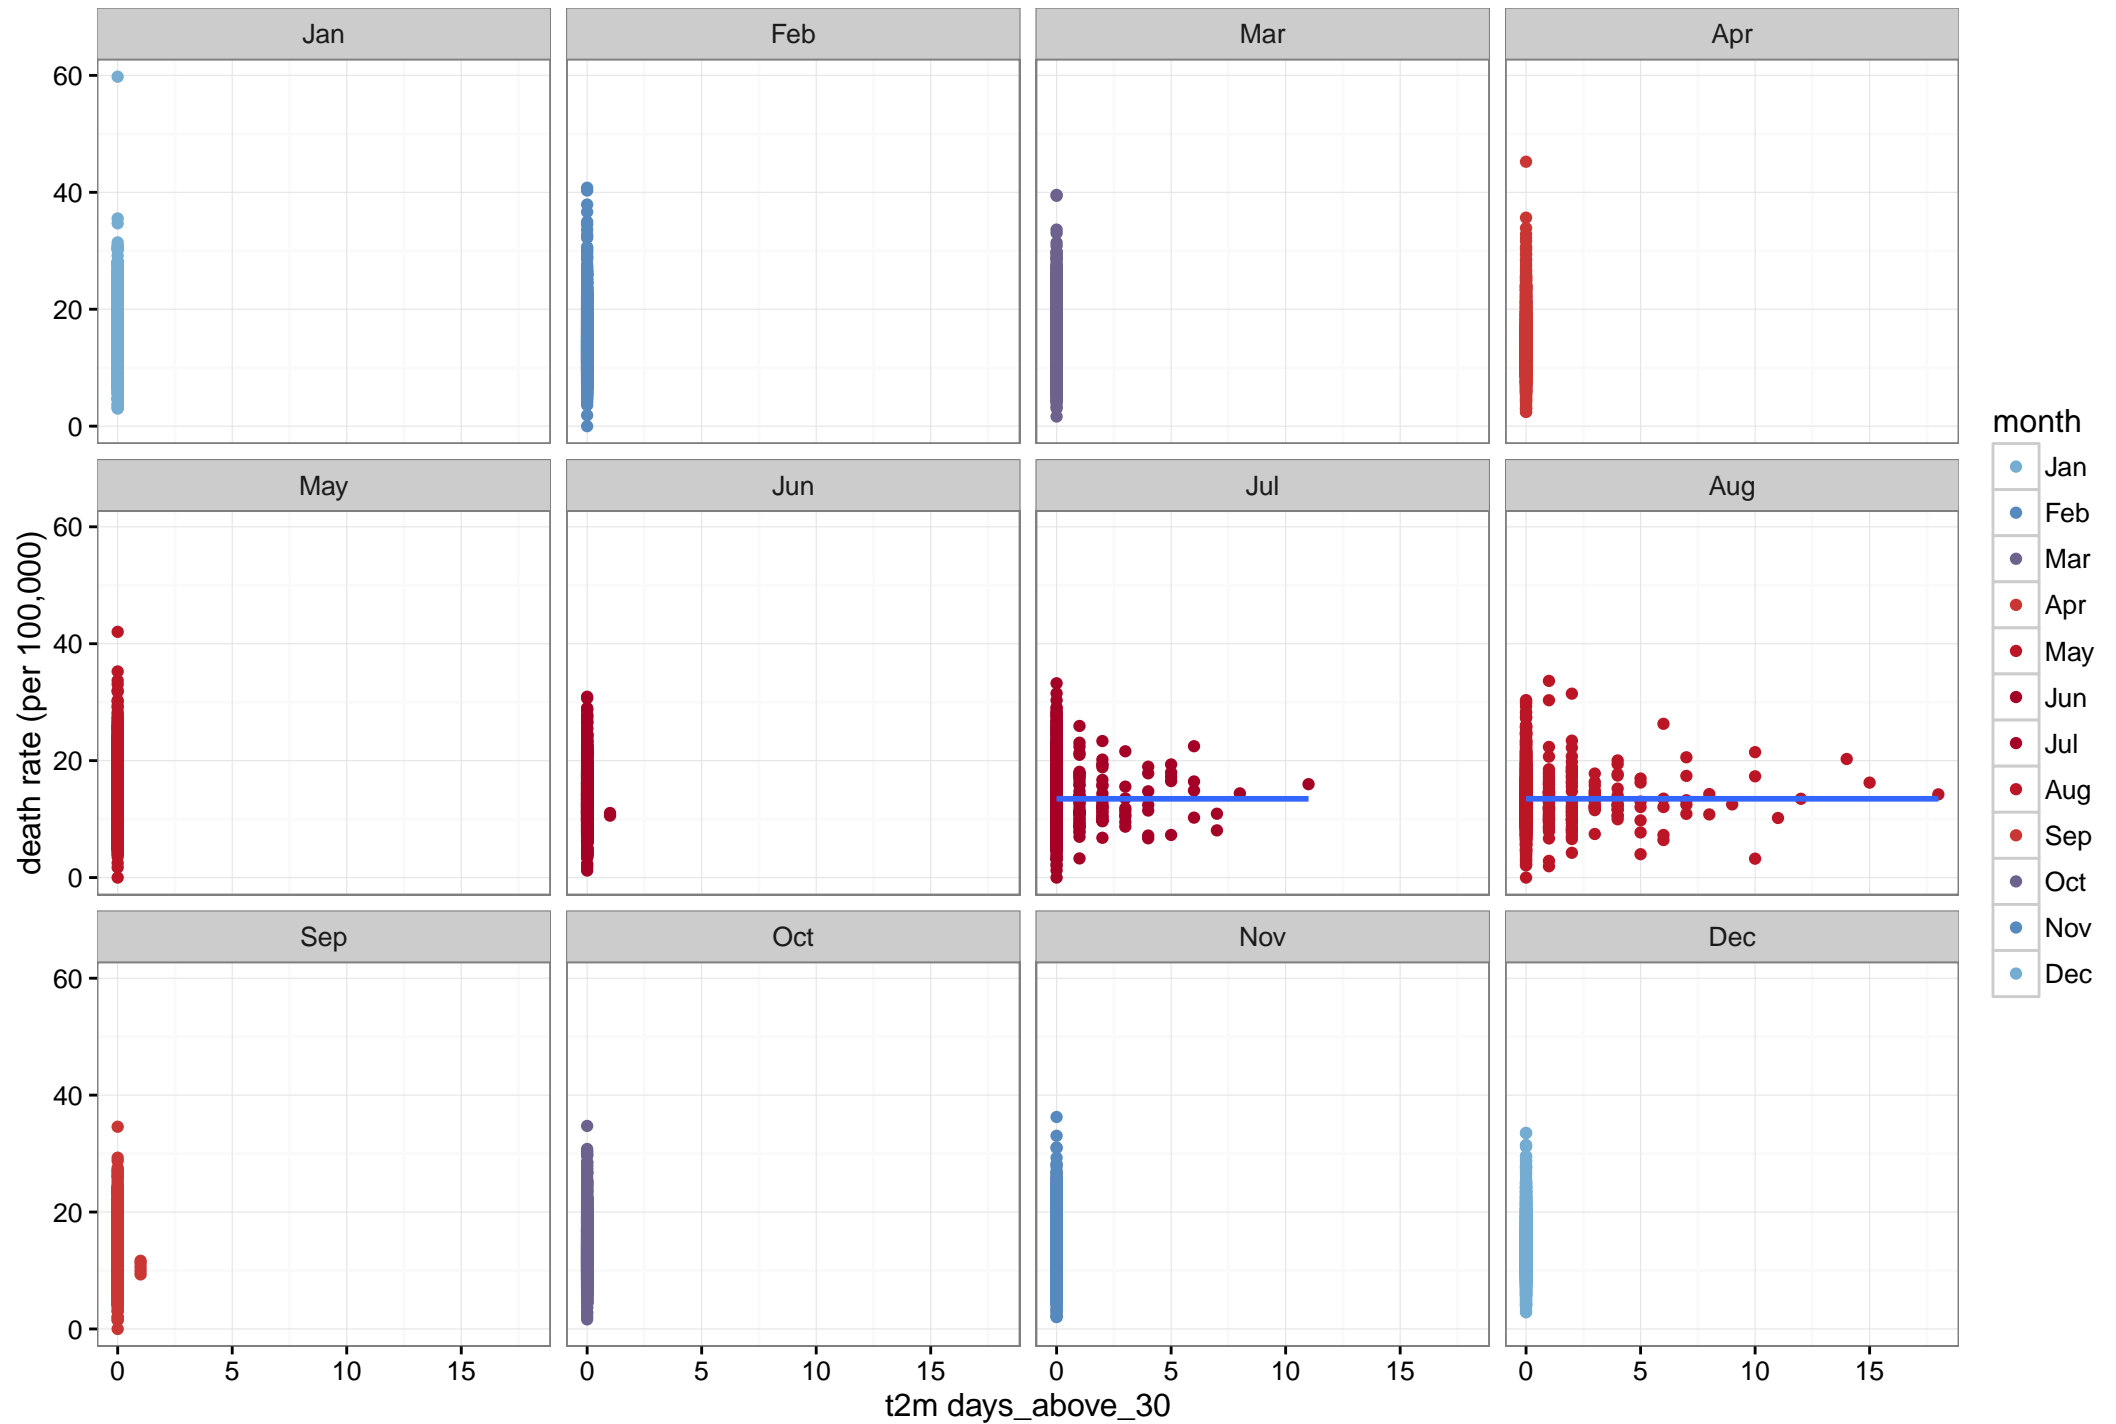 Jan Feb Mar Apr
60
40
20
0
May Jun Jul Aug
60
40
20
0
Sep Oct Nov Dec
60
40
20
0
0 5 10 15 0 5 10 15 0 5 10 15 0 5 10 15
t2m days_above_30
death rate (per 100,000)
month
Jan
Feb
Mar
Apr
May
Jun
Jul
Aug
Sep
Oct
Nov
Dec